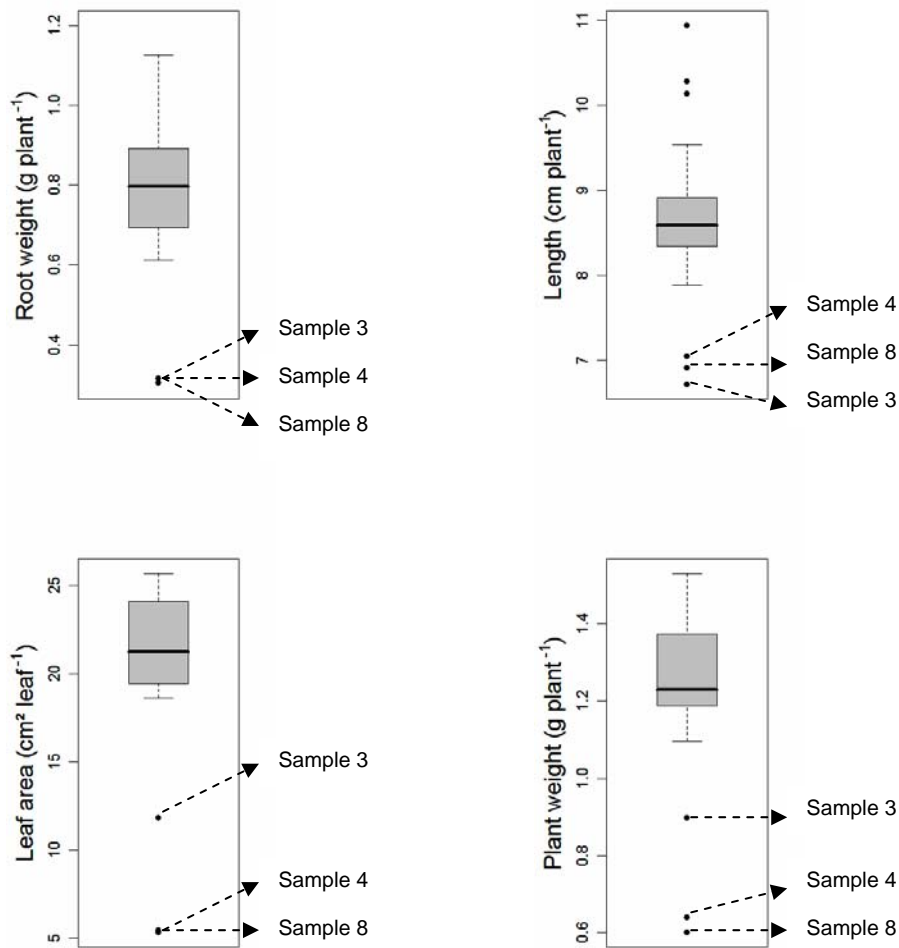 Root weight (g plant⁻¹)
1.2
1.0
0.8
0.6
0.4
Sample 3
Sample 4
Sample 8
Length (cm plant⁻¹)
11
10
9
8
7
Sample 4
Sample 8
Sample 3
Leaf area (cm² leaf⁻¹)
25
20
15
10
5
Sample 3
Sample 4
Sample 8
Plant weight (g plant⁻¹)
1.4
1.2
1.0
0.8
0.6
Sample 3
Sample 4
Sample 8